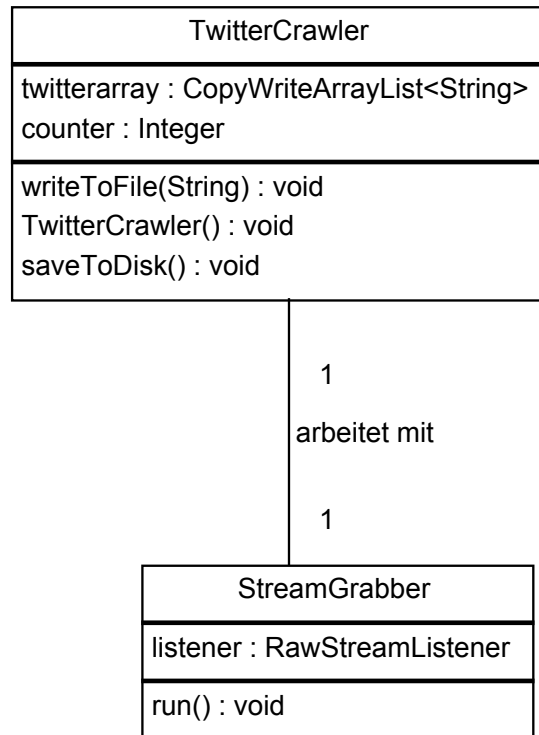 TwitterCrawler
twitterarray : CopyWriteArrayList<String>
counter : Integer
writeToFile(String) : void
TwitterCrawler() : void
saveToDisk() : void
1
arbeitet mit
1
StreamGrabber
listener : RawStreamListener
run() : void